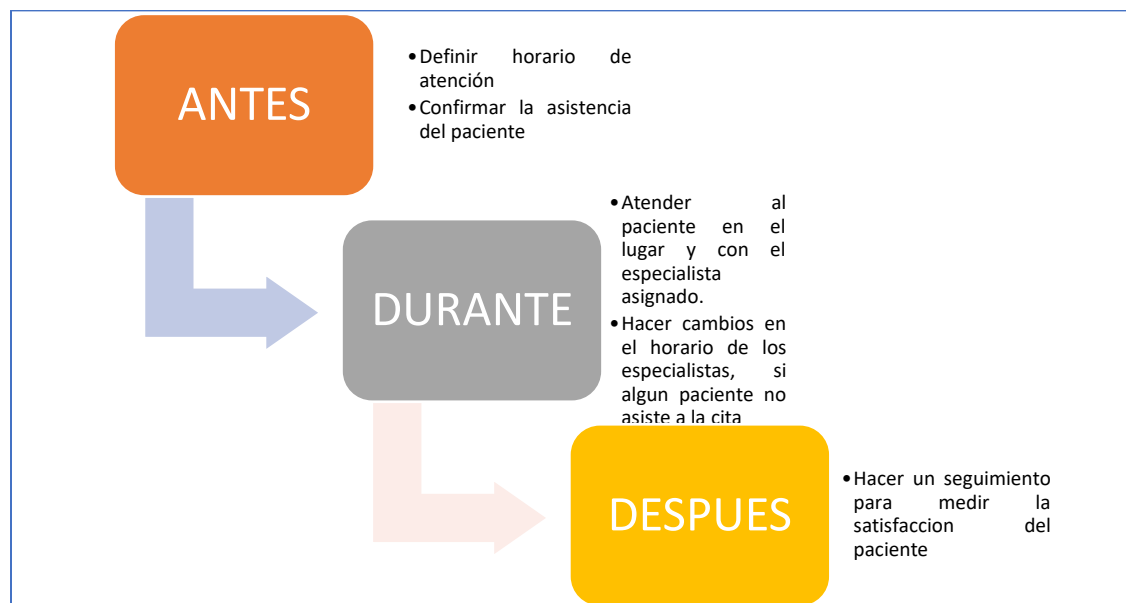 ANTES
•Definir horario de
atención
•Confirmar la asistencia
del paciente
DURANTE
•Atender al
paciente en el
lugar y con el
especialista
asignado.
•Hacer cambios en
el horario de los
especialistas, si
algun paciente no
asiste a la cita
DESPUES
•Hacer un seguimiento
para medir la
satisfaccion del
paciente